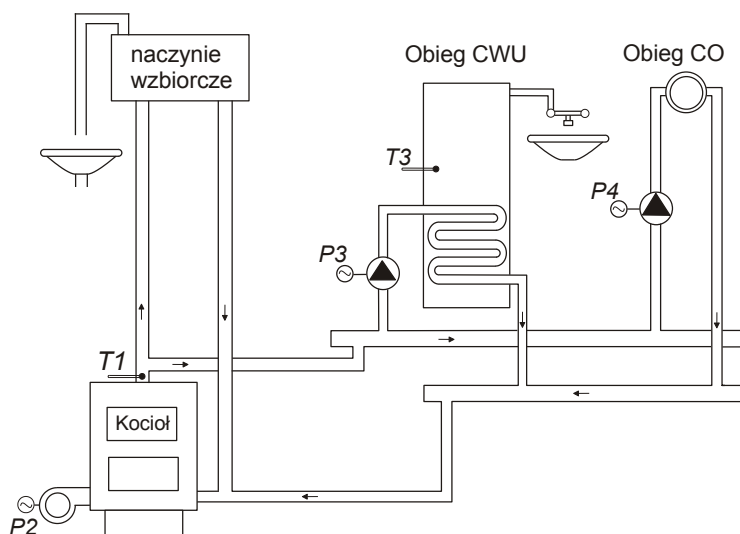 naczynie
wzbiorcze
Obieg CWU
Obieg CO
T3
P4
P3
T1
Kocioł
P2